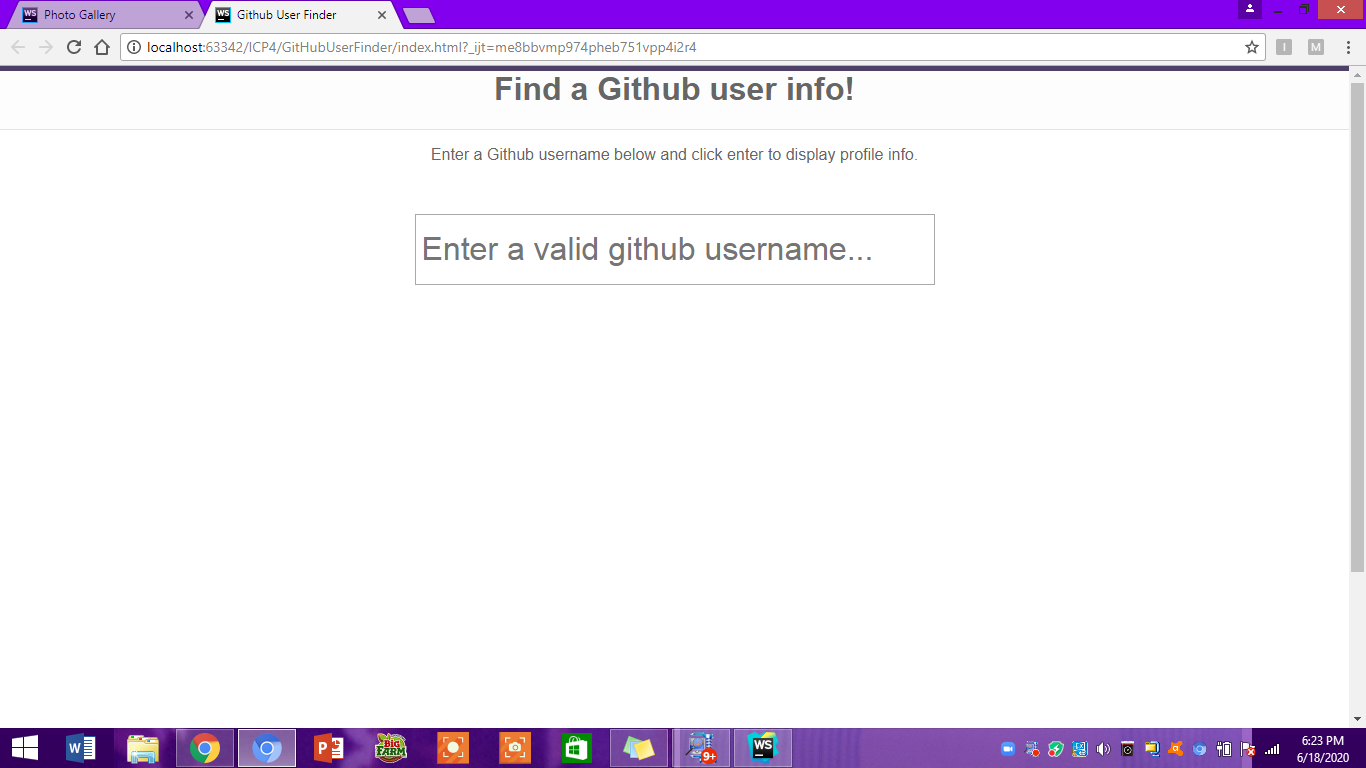 WS Photo Gallery
WS Github User Finder
localhost:63342/ICP4/GitHubUserFinder/index.html?_ijt=me8bbvmp974pheb751vpp4i2r4
I M
Find a Github user info!
Enter a Github username below and click enter to display profile info.
Enter a valid github username...
W
P
BIG FARM
9+
WS
6:23 PM
6/18/2020